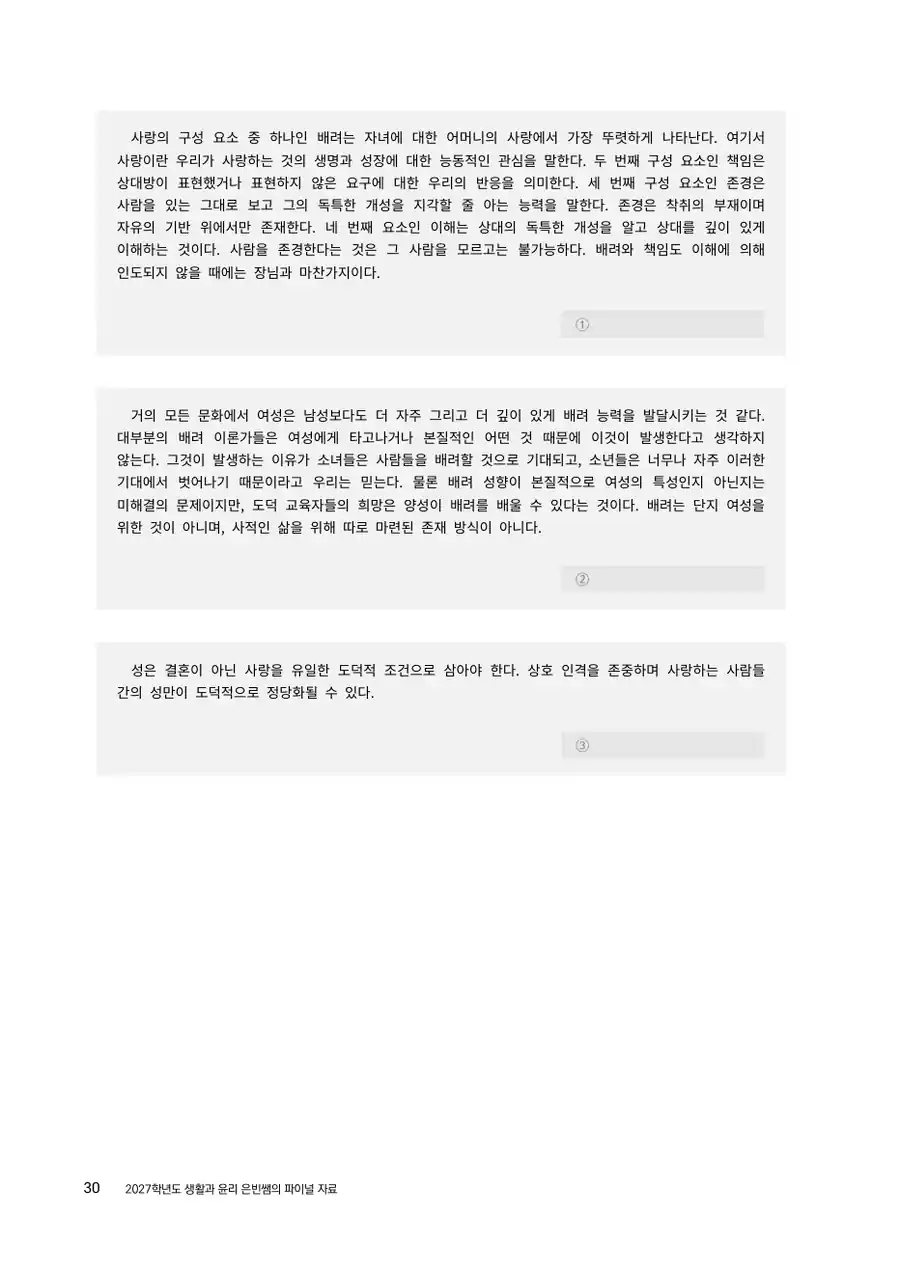 사랑의 구성 요소 중 하나인 배려는 자녀에 대한 어머니의 사랑에서 가장 뚜렷하게 나타난다. 여기서
사랑이란 우리가 사랑하는 것의 생명과 성장에 대한 능동적인 관심을 말한다. 두 번째 구성 요소인 책임은
상대방이 표현했거나 표현하지 않은 요구에 대한 우리의 반응을 의미한다. 세 번째 구성 요소인 존경은
사람을 있는 그대로 보고 그의 독특한 개성을 지각할 줄 아는 능력을 말한다. 존경은 착취의 부재이며
자유의 기반 위에서만 존재한다. 네 번째 요소인 이해는 상대의 독특한 개성을 알고 상대를 깊이 있게
이해하는 것이다. 사람을 존경한다는 것은 그 사람을 모르고는 불가능하다. 배려와 책임도 이해에 의해
인도되지 않을 때에는 장님과 마찬가지이다.
①
거의 모든 문화에서 여성은 남성보다도 더 자주 그리고 더 깊이 있게 배려 능력을 발달시키는 것 같다.
대부분의 배려 이론가들은 여성에게 타고나거나 본질적인 어떤 것 때문에 이것이 발생한다고 생각하지
않는다. 그것이 발생하는 이유가 소녀들은 사람들을 배려할 것으로 기대되고, 소년들은 너무나 자주 이러한
기대에서 벗어나기 때문이라고 우리는 믿는다. 물론 배려 성향이 본질적으로 여성의 특성인지 아닌지는
미해결의 문제이지만, 도덕 교육자들의 희망은 양성이 배려를 배울 수 있다는 것이다. 배려는 단지 여성을
위한 것이 아니며, 사적인 삶을 위해 따로 마련된 존재 방식이 아니다.
②
성은 결혼이 아닌 사랑을 유일한 도덕적 조건으로 삼아야 한다. 상호 인격을 존중하며 사랑하는 사람들
간의 성만이 도덕적으로 정당화될 수 있다.
③
30 2027학년도 생활과 윤리 은빈쌤의 파이널 자료